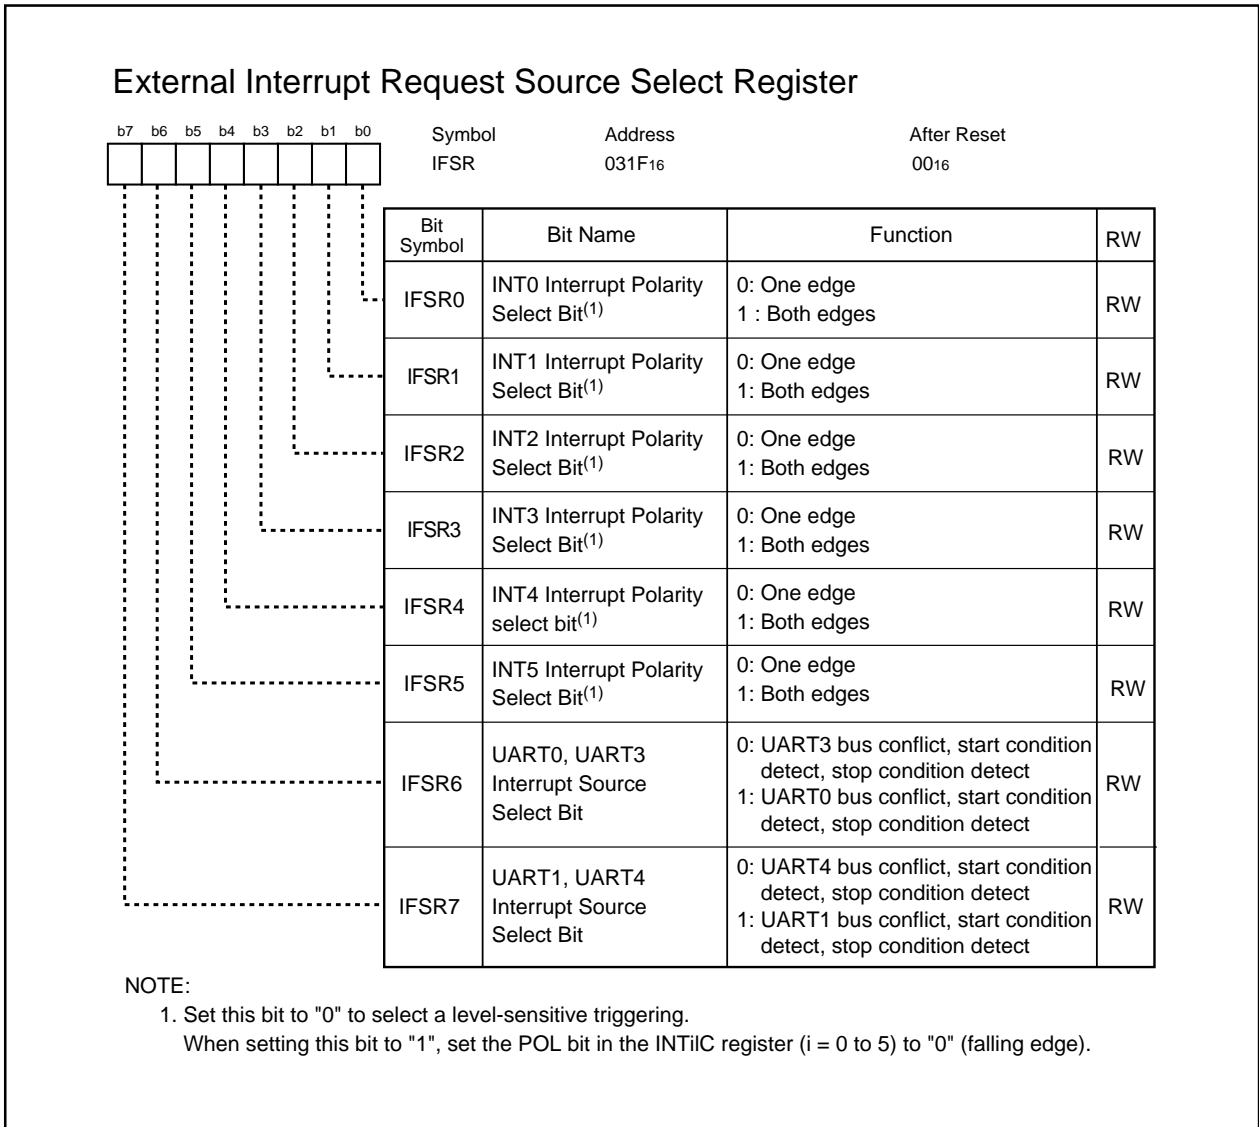 External Interrupt Request Source Select Register
b7 b6 b5 b4 b3 b2 b1 b0
Symbol Address After Reset
IFSR 031F16 0016
Bit Symbol Bit Name Function RW
IFSR0 INT0 Interrupt Polarity Select Bit(1) 0: One edge 1 : Both edges RW
IFSR1 INT1 Interrupt Polarity Select Bit(1) 0: One edge 1: Both edges RW
IFSR2 INT2 Interrupt Polarity Select Bit(1) 0: One edge 1: Both edges RW
IFSR3 INT3 Interrupt Polarity Select Bit(1) 0: One edge 1: Both edges RW
IFSR4 INT4 Interrupt Polarity select bit(1) 0: One edge 1: Both edges RW
IFSR5 INT5 Interrupt Polarity Select Bit(1) 0: One edge 1: Both edges RW
IFSR6 UART0, UART3 Interrupt Source Select Bit 0: UART3 bus conflict, start condition detect, stop condition detect 1: UART0 bus conflict, start condition detect, stop condition detect RW
IFSR7 UART1, UART4 Interrupt Source Select Bit 0: UART4 bus conflict, start condition detect, stop condition detect 1: UART1 bus conflict, start condition detect, stop condition detect RW
NOTE:
1. Set this bit to "0" to select a level-sensitive triggering.
When setting this bit to "1", set the POL bit in the INTiIC register (i = 0 to 5) to "0" (falling edge).